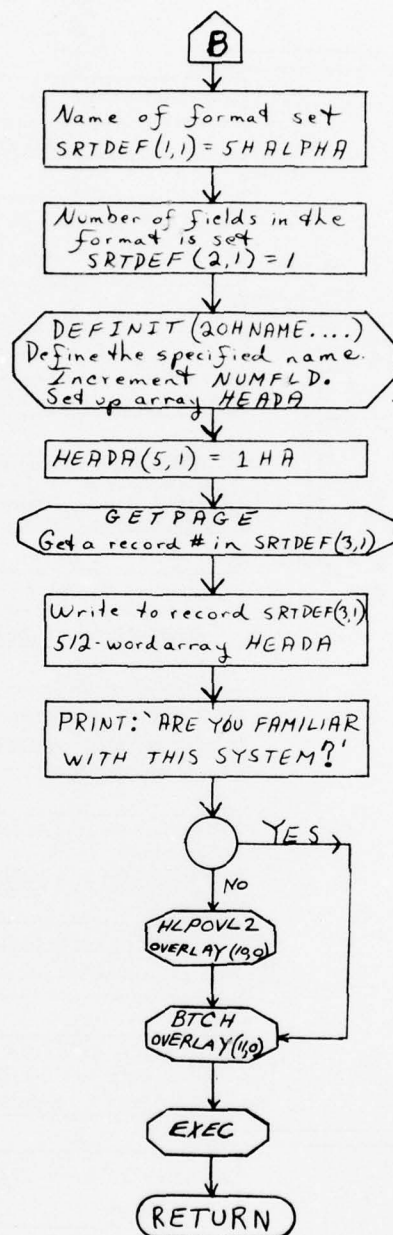 B
Name of format set
SRTDEF(1,1)=5HALPHA
Number of fields in the
format is set
SRTDEF(2,1)=1
DEFINIT(20HNAME....)
Define the specified name.
Increment NUMFLD.
Set up array HEADA
HEADA(5,1) = 1HA
GETPAGE
Get a record # in SRTDEF(3,1)
Write to record SRTDEF(3,1)
512-word array HEADA
PRINT: 'ARE YOU FAMILIAR
WITH THIS SYSTEM?'
YES
NO
HLPOVL2
OVERLAY(10,0)
BTCH
OVERLAY(11,0)
EXEC
RETURN